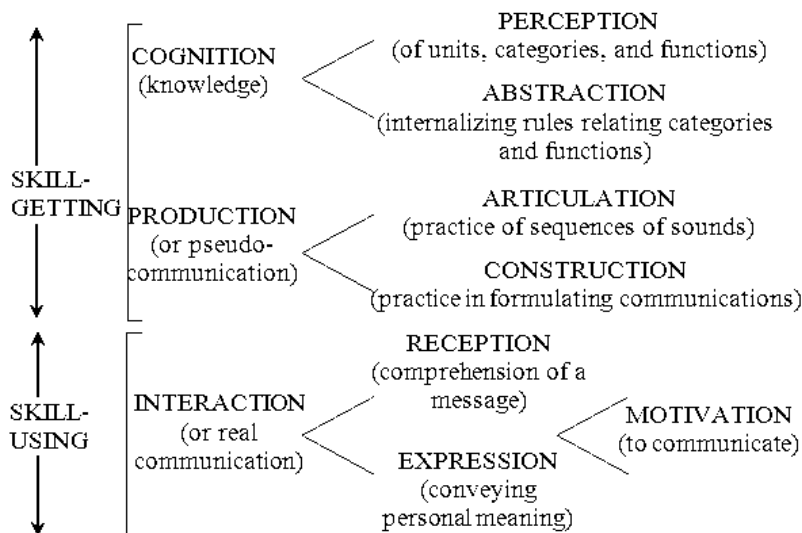 PERCEPTION
(of units, categories, and functions)
COGNITION
(knowledge)
ABSTRACTION
(internalizing rules relating categories
and functions)
SKILL-
GETTING
PRODUCTION
(or pseudo-
communication)
ARTICULATION
(practice of sequences of sounds)
CONSTRUCTION
(practice in formulating communications)
RECEPTION
(comprehension of a
message)
SKILL-
USING
INTERACTION
(or real
communication)
EXPRESSION
(conveying
personal meaning)
MOTIVATION
(to communicate)